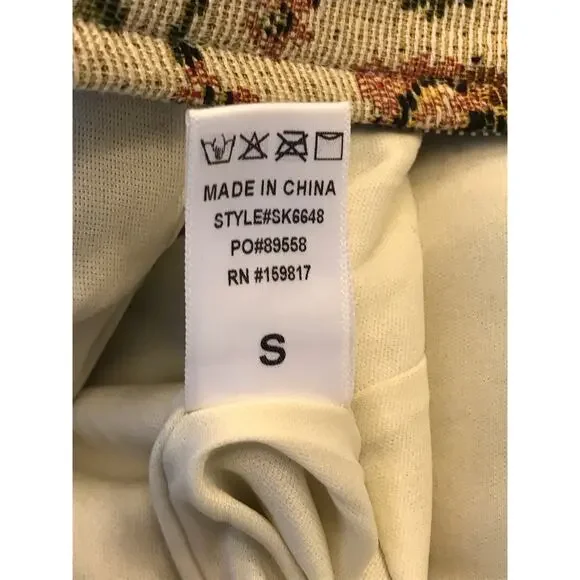 MADE IN CHINA
STYLE#SK6648
PO#89558
RN #159817
S